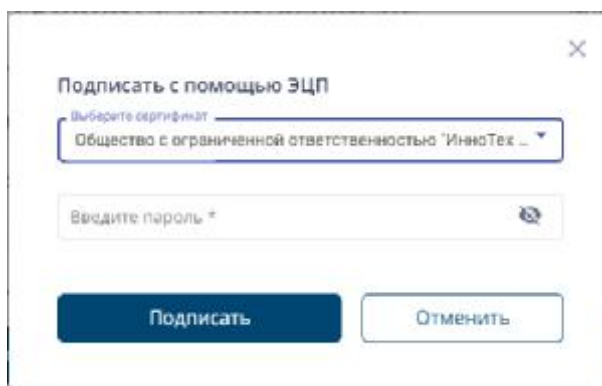 Подписать с помощью ЭЦП
Выберите сертификат
Общество с ограниченной ответственностью "ИнноТех ...
Введите пароль *
Подписать
Отменить